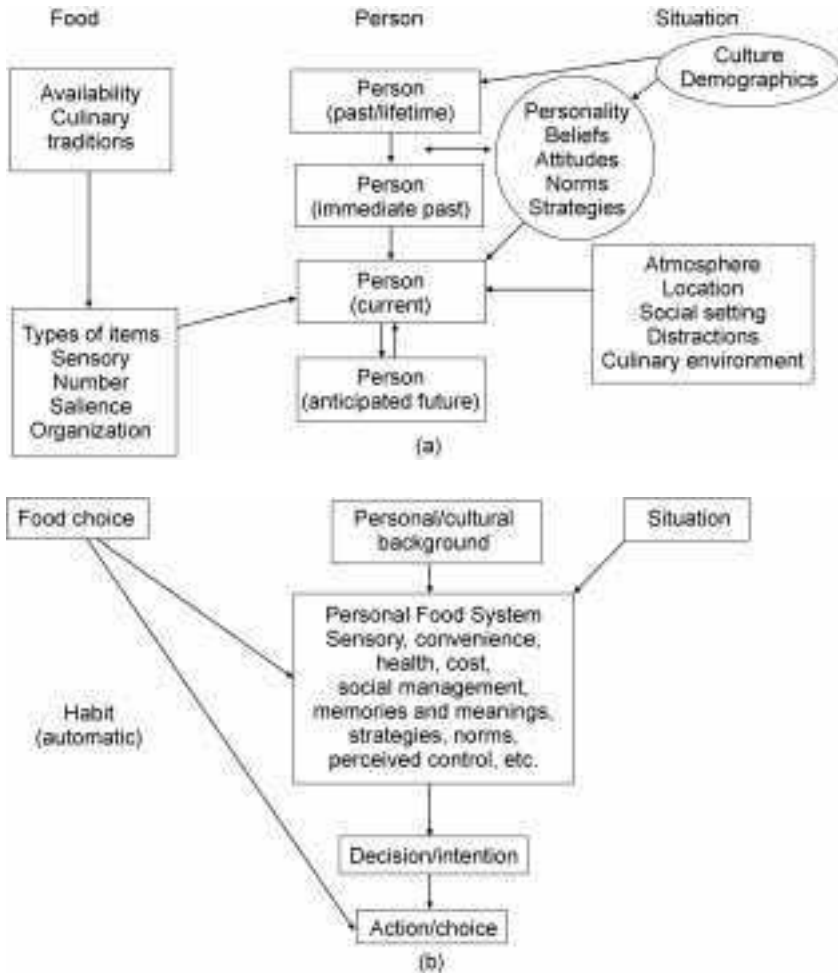 Food
Person
Situation
Availability
Culinary
traditions
Types of items
Sensory
Number
Salience
Organization
Person
(past/lifetime)
Person
(immediate past)
Person
(current)
Person
(anticipated future)
Culture
Demographics
Personality
Beliefs
Attitudes
Norms
Strategies
Atmosphere
Location
Social setting
Distractions
Culinary environment
(a)
Food choice
Personal/cultural
background
Situation
Personal Food System
Sensory, convenience,
health, cost,
social management,
memories and meanings,
strategies, norms,
perceived control, etc.
Habit
(automatic)
Decision/intention
Action/choice
(b)